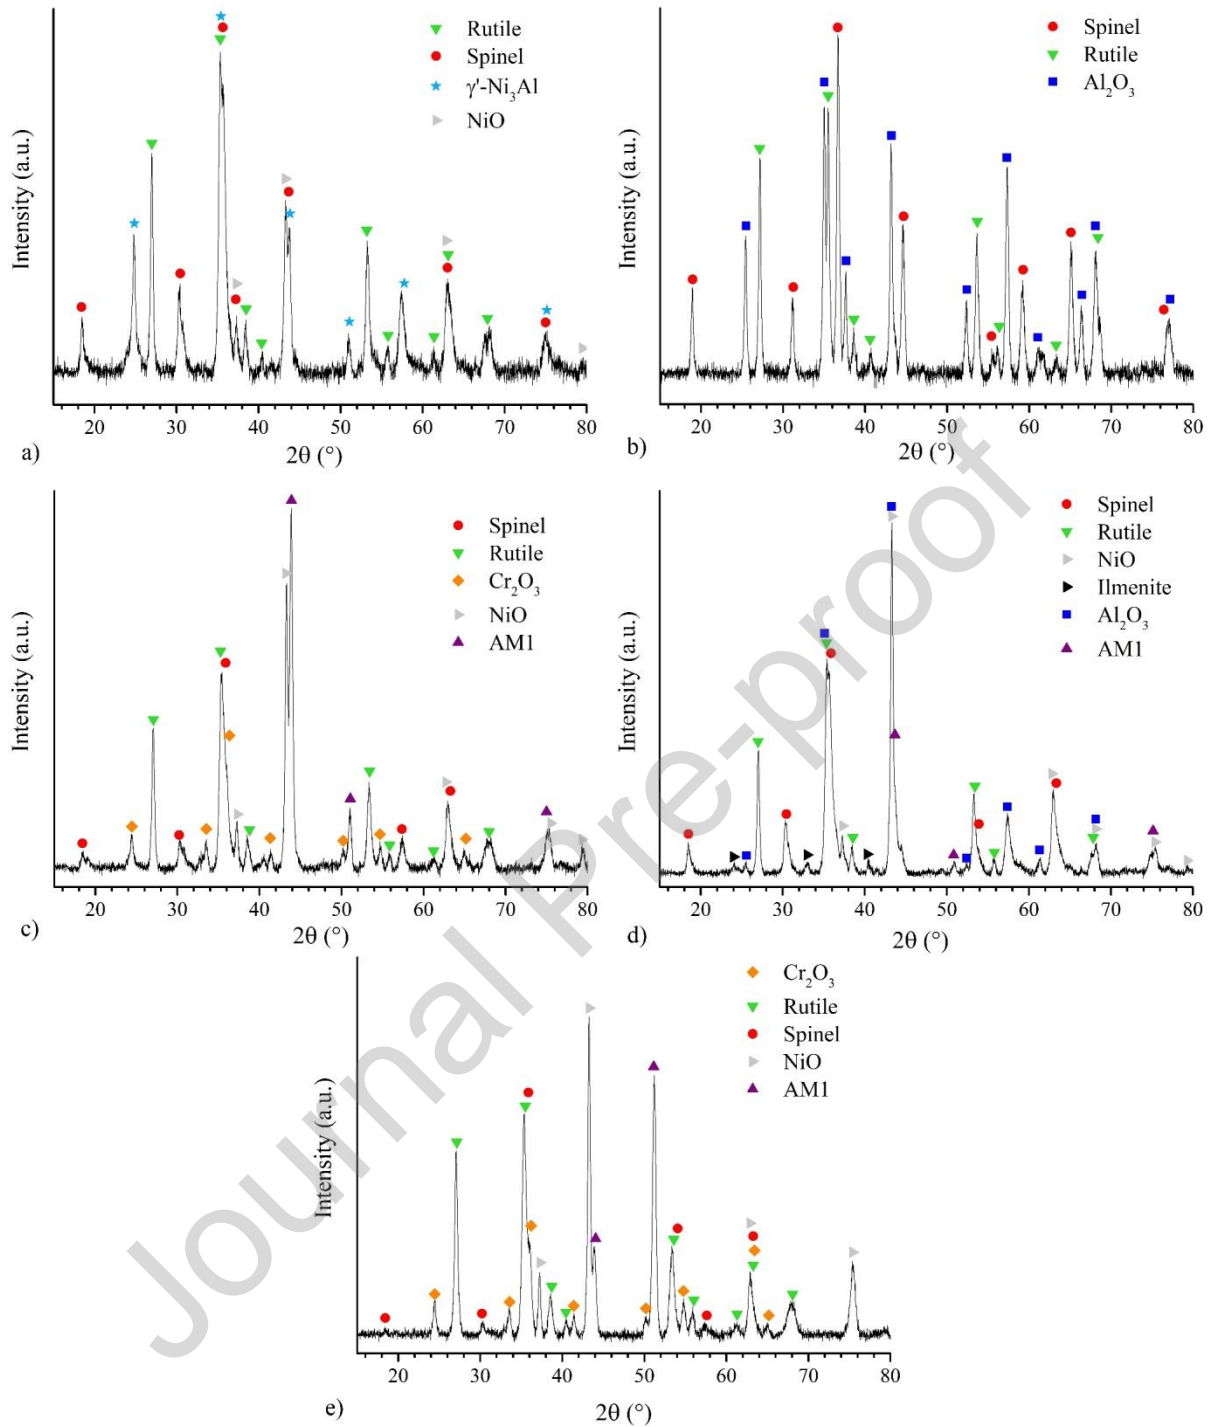 Rutile
Spinel
γ'-Ni3Al
NiO
Intensity (a.u.)
20 30 40 50 60 70 80
2θ (°)
a)
Spinel
Rutile
Al2O3
Intensity (a.u.)
20 30 40 50 60 70 80
2θ (°)
b)
Spinel
Rutile
Cr2O3
NiO
AM1
Intensity (a.u.)
20 30 40 50 60 70 80
2θ (°)
c)
Spinel
Rutile
NiO
Ilmenite
Al2O3
AM1
Intensity (a.u.)
20 30 40 50 60 70 80
2θ (°)
d)
Cr2O3
Rutile
Spinel
NiO
AM1
Intensity (a.u.)
20 30 40 50 60 70 80
2θ (°)
e)
Journal Pre-proof